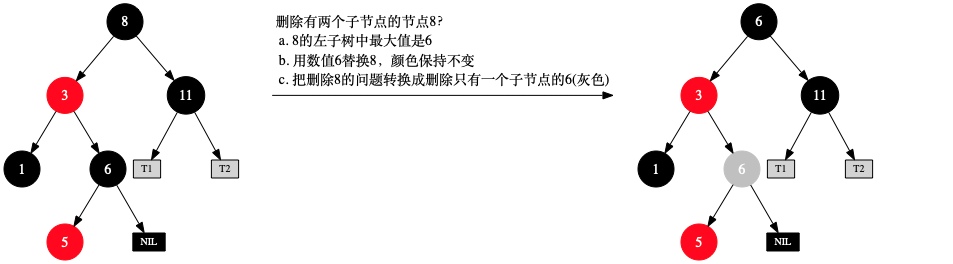 删除有两个子节点的节点8?
a. 8的左子树中最大值是6
b. 用数值6替换8，颜色保持不变
c. 把删除8的问题转换成删除只有一个子节点的6(灰色)
8
3
11
1
6
T1
T2
5
NIL
6
3
11
1
6
T1
T2
5
NIL